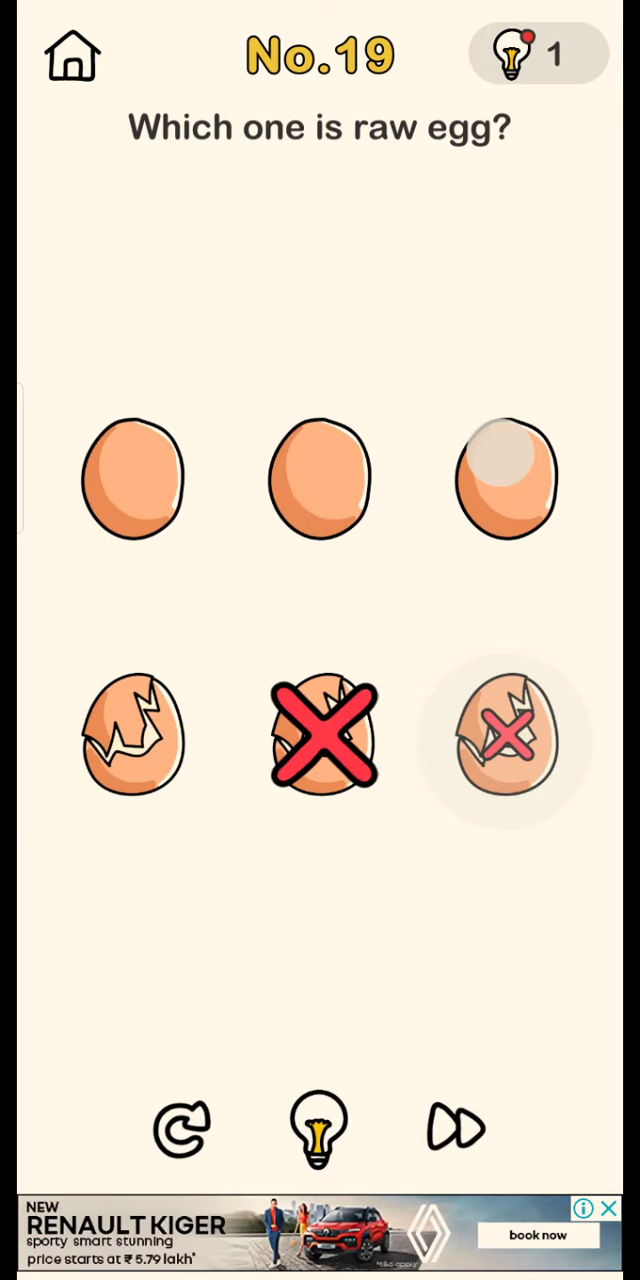 No.19
1
Which one is raw egg?
NEW
RENAULT KIGER
sporty smart stunning
price starts at ₹ 5.79 lakh*
*T&C apply
book now